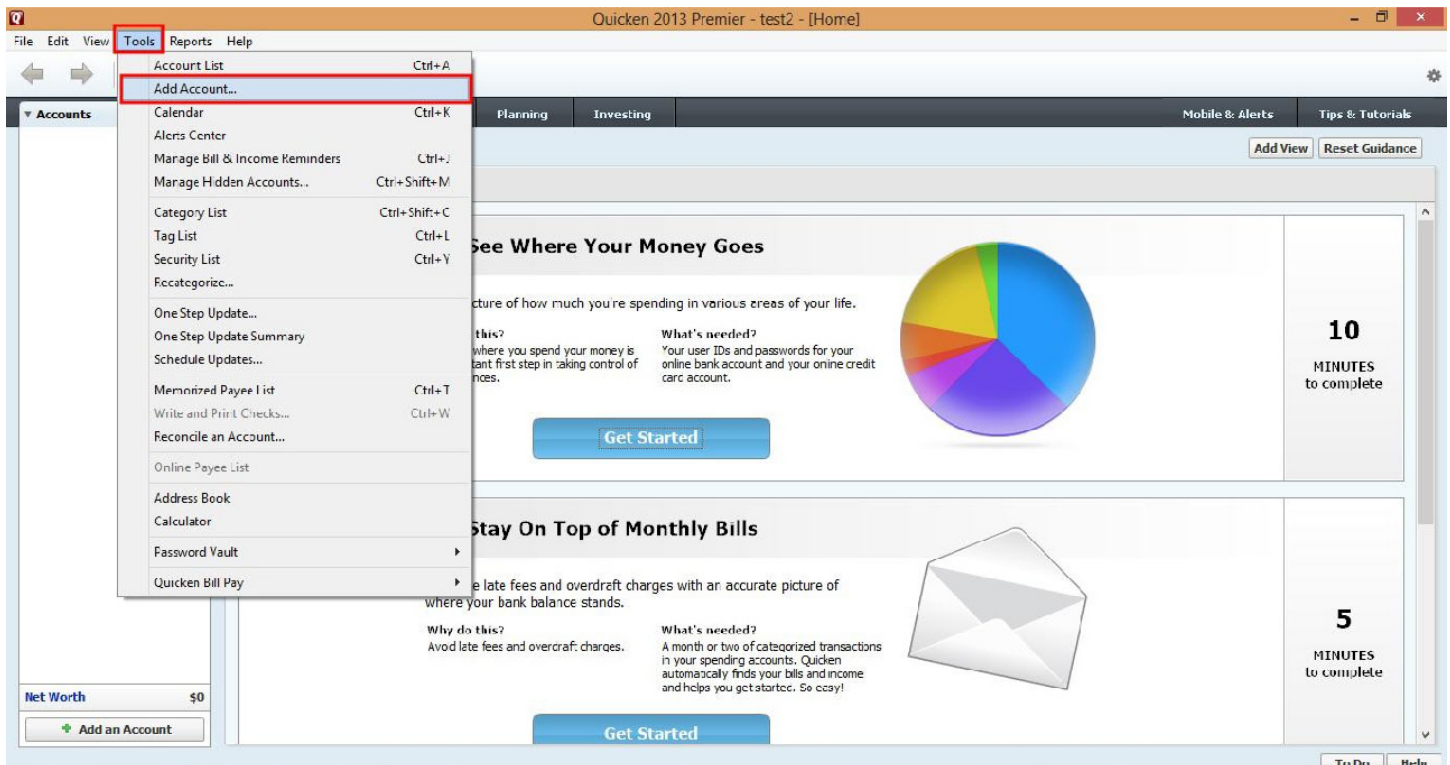 Quicken 2013 Premier - test2 - [Home]
File Edit View Tools Reports Help
Account List Ctrl+A
Add Account...
Calendar Ctrl+K
Alerts Center
Manage Bill & Income Reminders Ctrl+J
Manage Hidden Accounts... Ctrl+Shift+M
Category List Ctrl+Shift+C
Tag List Ctrl+L
Security List Ctrl+Y
Recategorize...
One Step Update...
One Step Update Summary
Schedule Updates...
Memorized Payee List Ctrl+T
Write and Print Checks... Ctrl+W
Reconcile an Account...
Online Payee List
Address Book
Calculator
Password Vault
Quicken Bill Pay
Accounts
Planning Investing Mobile & Alerts Tips & Tutorials
Add View Reset Guidance
See Where Your Money Goes
cture of how much you're spending in various areas of your life.
this?
where you spend your money is
tant first step in taking control of
nces.
What's needed?
Your user IDs and passwords for your
online bank account and your online credit
card account.
Get Started
10
MINUTES
to complete
Stay On Top of Monthly Bills
e late fees and overdraft charges with an accurate picture of
where your bank balance stands.
Why do this?
Avoid late fees and overdraft charges.
What's needed?
A month or two of categorized transactions
in your spending accounts. Quicken
automatically finds your bills and income
and helps you get started. So easy!
Get Started
5
MINUTES
to complete
Net Worth $0
Add an Account
To Do Help